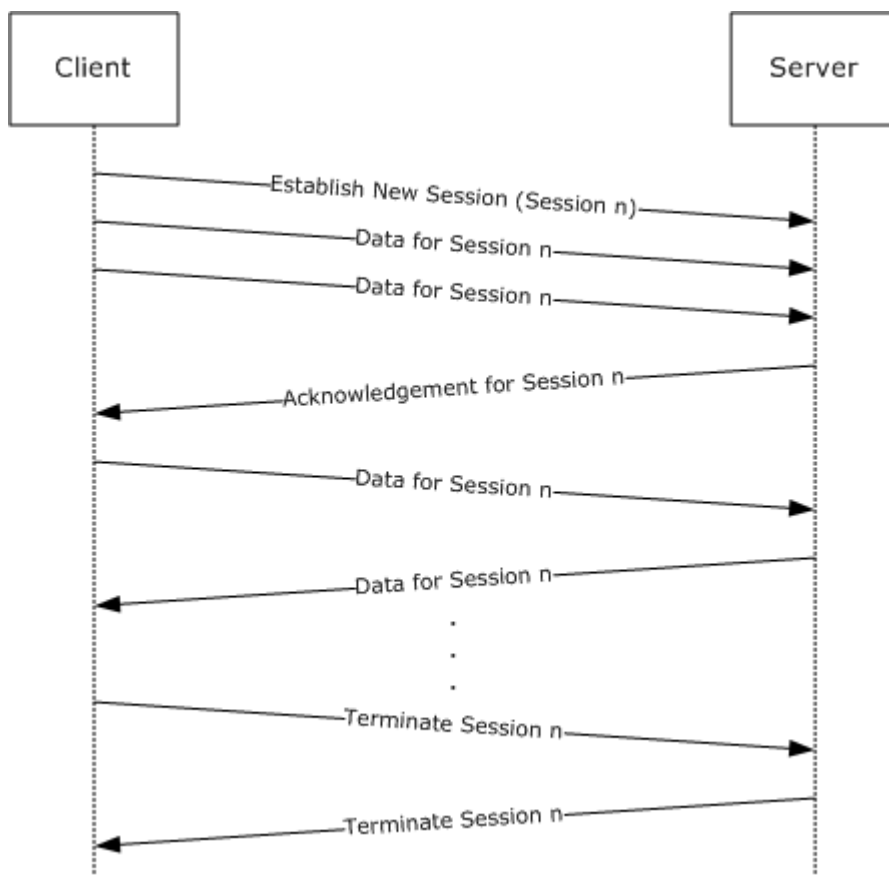 Client
Server
Establish New Session (Session n)
Data for Session n
Data for Session n
Acknowledgement for Session n
Data for Session n
Data for Session n
.
.
.
Terminate Session n
Terminate Session n